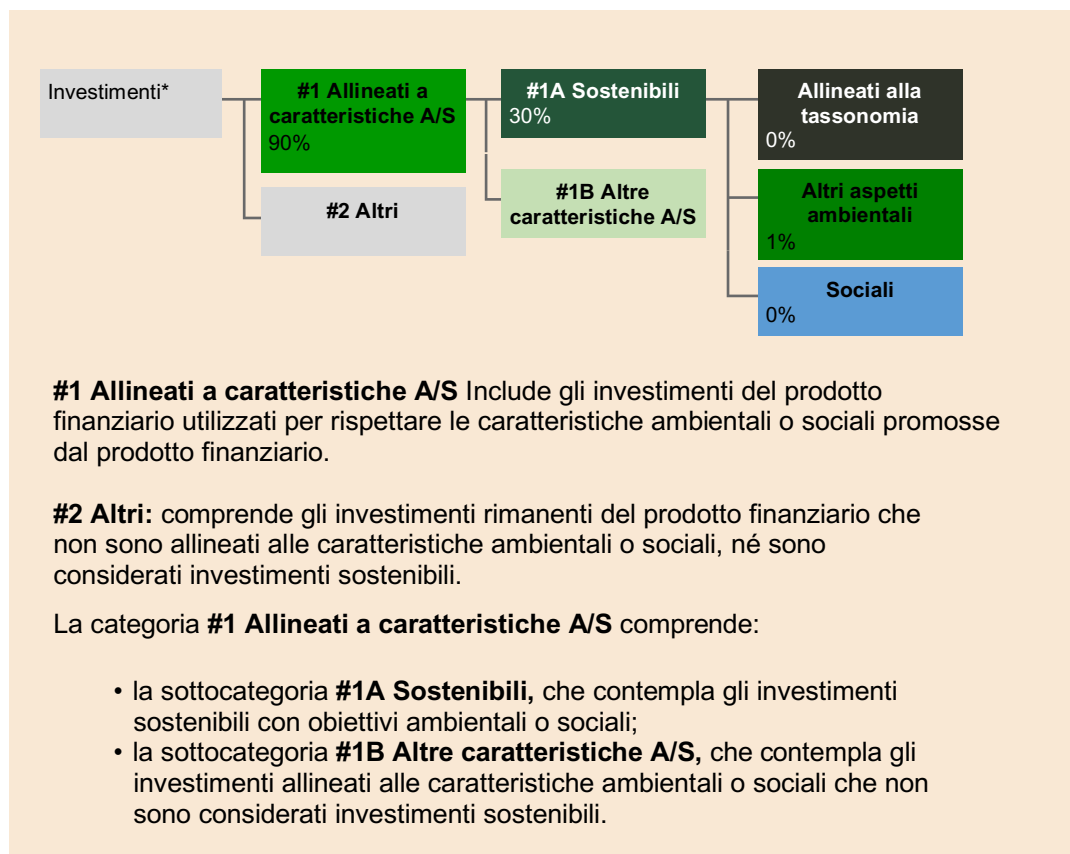 Investimenti*
#1 Allineati a
caratteristiche A/S
90%
#2 Altri
#1A Sostenibili
30%
#1B Altre
caratteristiche A/S
Allineati alla
tassonomia
0%
Altri aspetti
ambientali
1%
Sociali
0%
#1 Allineati a caratteristiche A/S Include gli investimenti del prodotto
finanziario utilizzati per rispettare le caratteristiche ambientali o sociali promosse
dal prodotto finanziario.
#2 Altri: comprende gli investimenti rimanenti del prodotto finanziario che
non sono allineati alle caratteristiche ambientali o sociali, né sono
considerati investimenti sostenibili.
La categoria #1 Allineati a caratteristiche A/S comprende:
• la sottocategoria #1A Sostenibili, che contempla gli investimenti
sostenibili con obiettivi ambientali o sociali;
• la sottocategoria #1B Altre caratteristiche A/S, che contempla gli
investimenti allineati alle caratteristiche ambientali o sociali che non
sono considerati investimenti sostenibili.